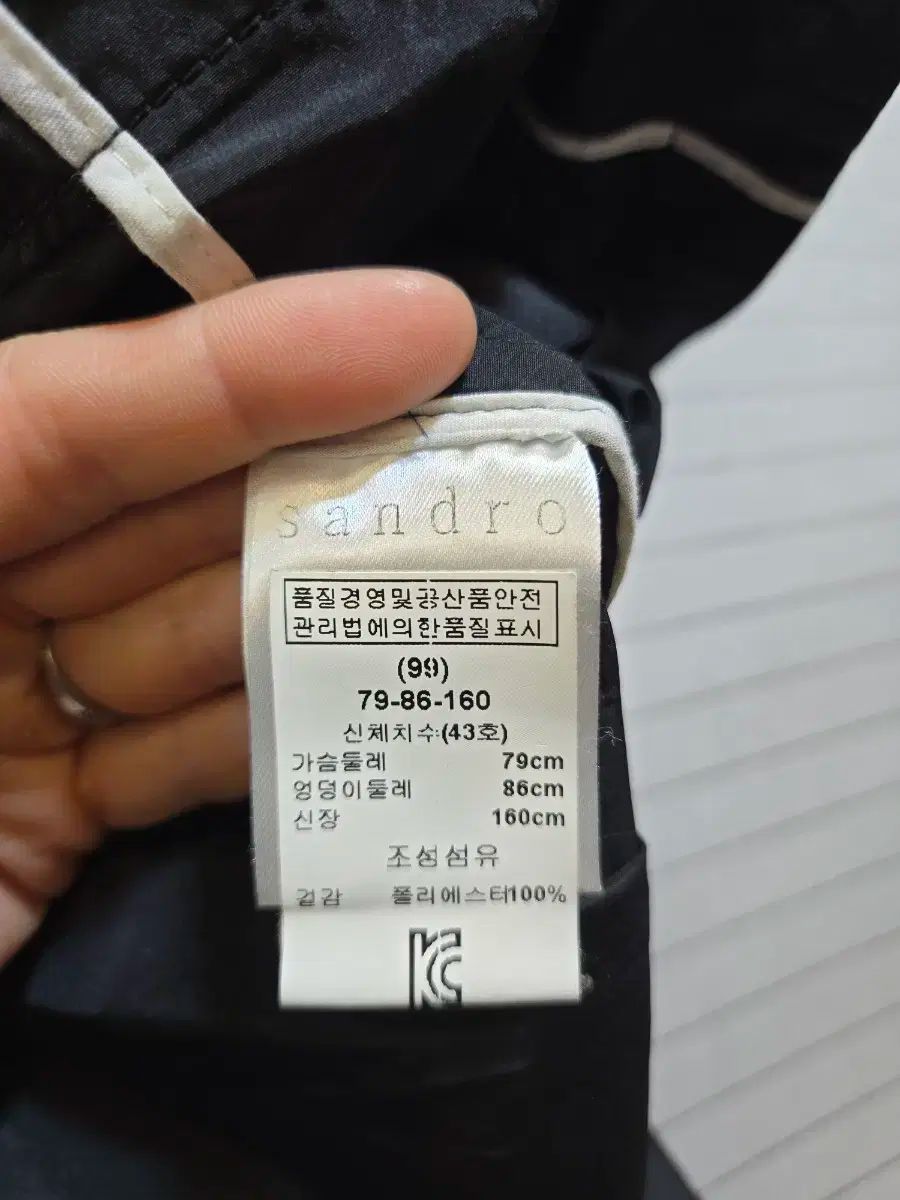 sandro
품질경영및공산품안전
관리법에의한품질표시
(99)
79-86-160
신체치수(43호)
가슴둘레 79cm
엉덩이둘레 86cm
신장 160cm
조성섬유
겉감 폴리에스터100%